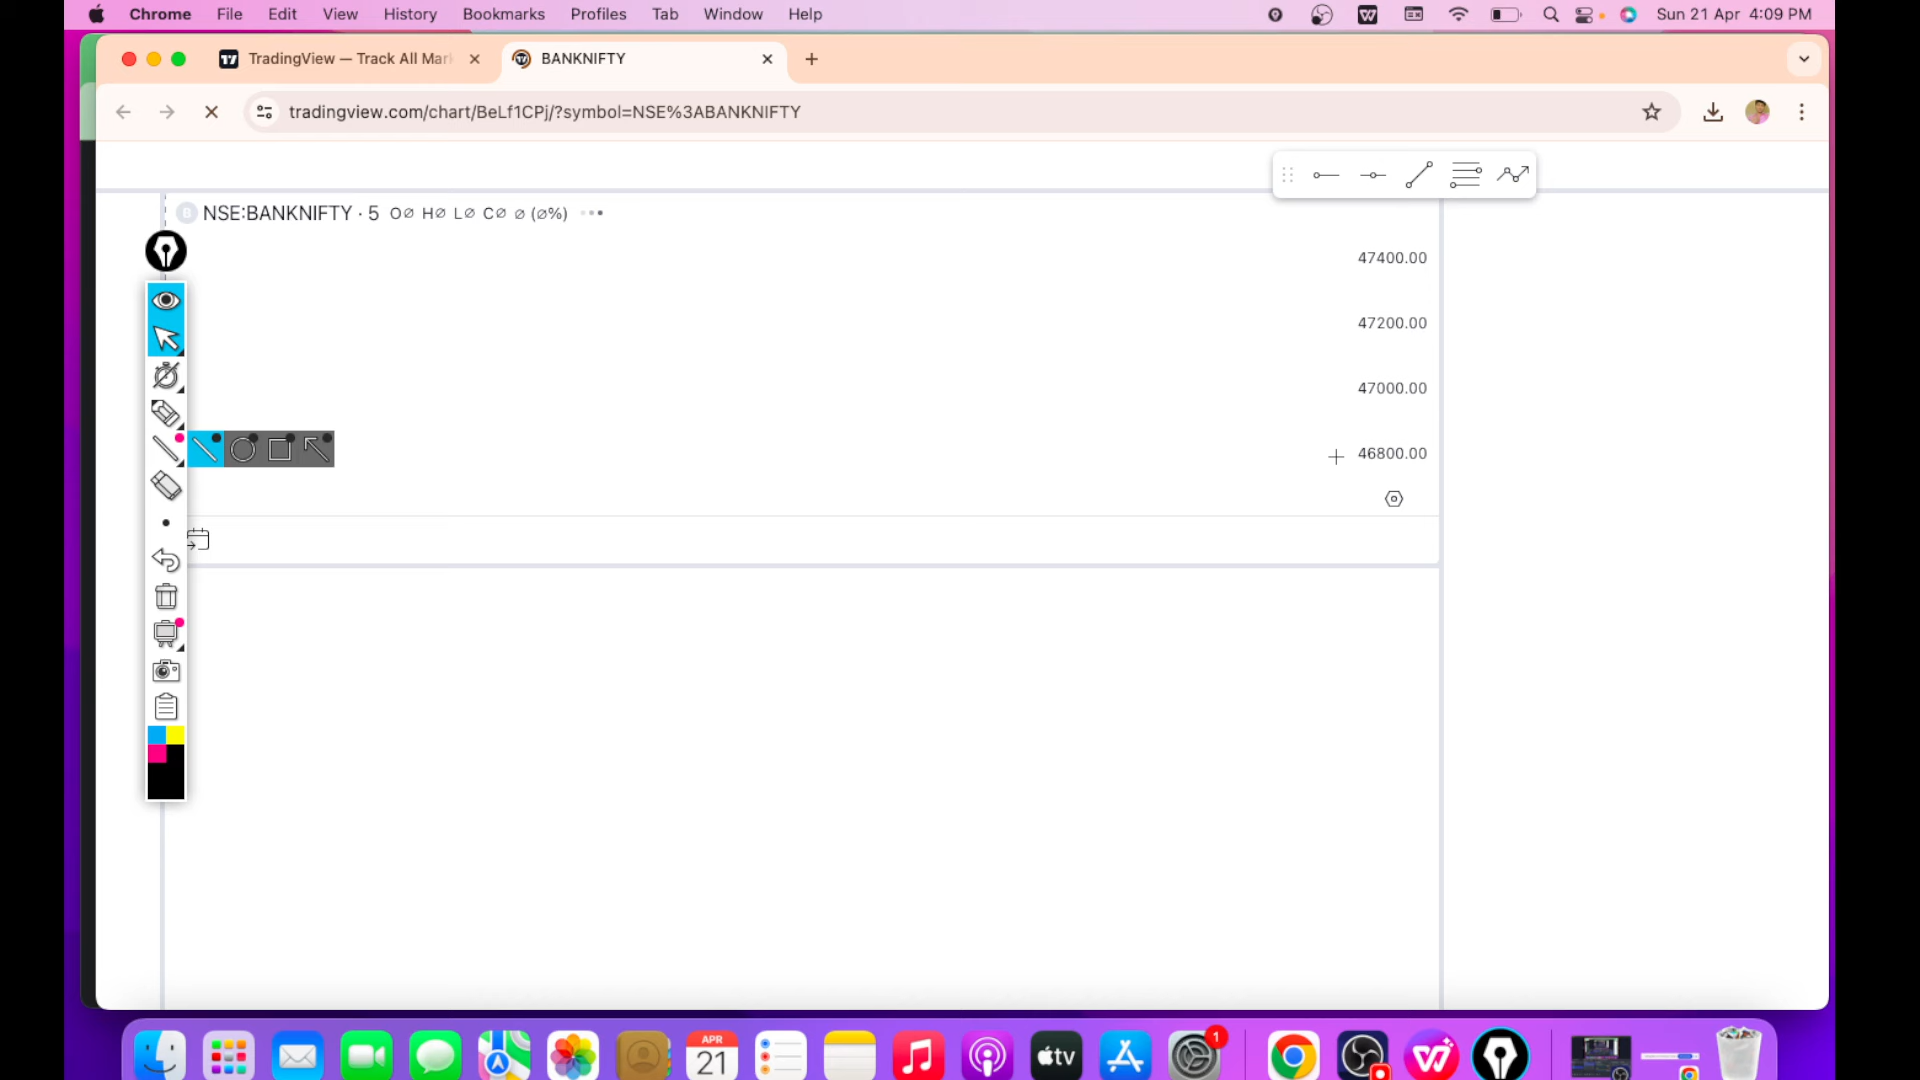 Chrome File Edit View History Bookmarks Profiles Tab Window Help Sun 21 Apr 4:09 PM
TradingView — Track All Mar BANKNIFTY
tradingview.com/chart/BeLf1CPj/?symbol=NSE%3ABANKNIFTY
B NSE:BANKNIFTY · 5 O∅ H∅ L∅ C∅ ∅ (∅%)
47400.00
47200.00
47000.00
46800.00
APR
21
tv
1